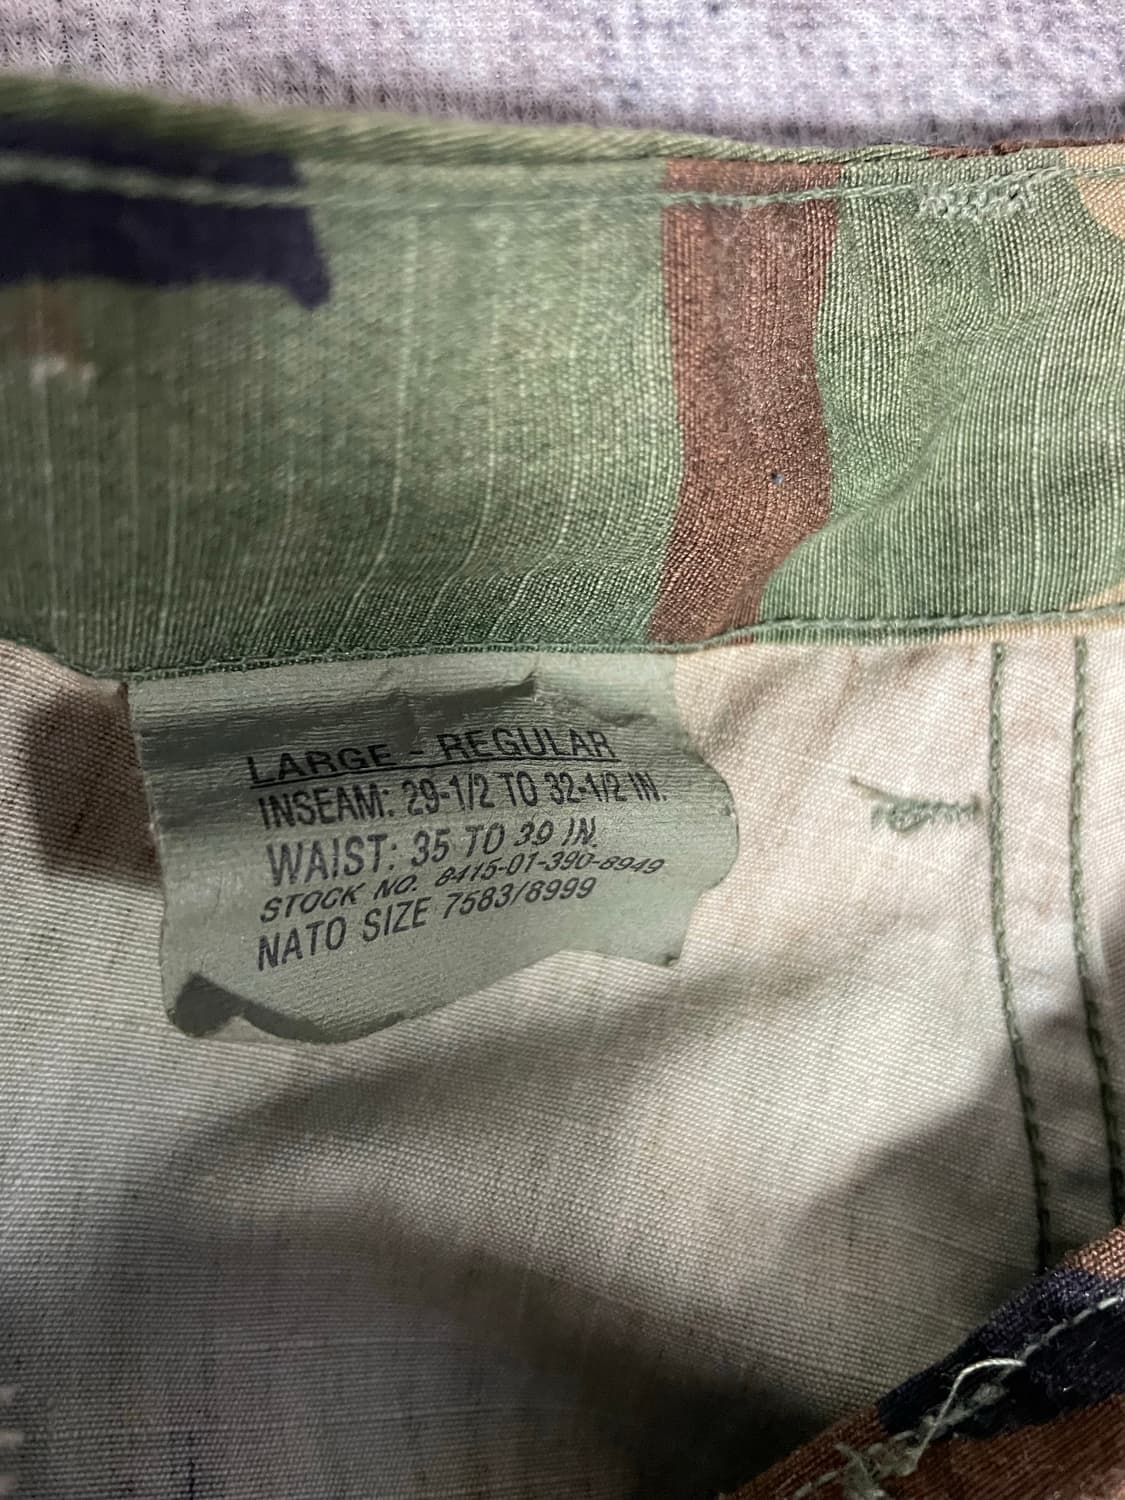 LARGE - REGULAR
INSEAM: 29-1/2 TO 32-1/2 IN.
WAIST: 35 TO 39 IN.
STOCK NO. 8415-01-390-8949
NATO SIZE 7583/8999